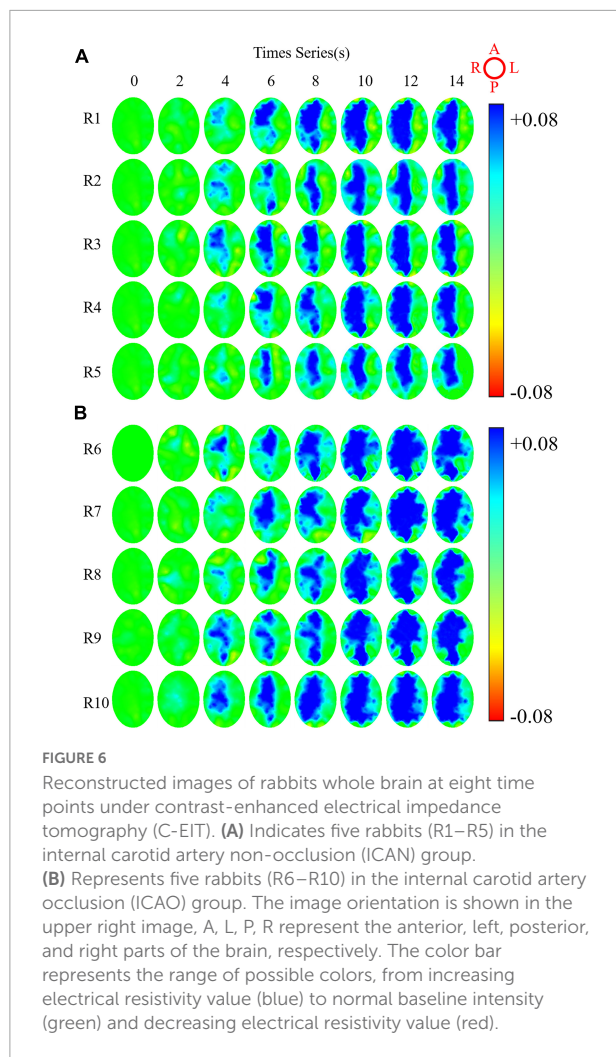 A
Times Series(s)
A
R L
P
0 2 4 6 8 10 12 14
R1
+0.08
R2
R3
R4
R5
-0.08
B
+0.08
R6
R7
R8
R9
R10
-0.08
FIGURE 6
Reconstructed images of rabbits whole brain at eight time
points under contrast-enhanced electrical impedance
tomography (C-EIT). (A) Indicates five rabbits (R1–R5) in the
internal carotid artery non-occlusion (ICAN) group.
(B) Represents five rabbits (R6–R10) in the internal carotid artery
occlusion (ICAO) group. The image orientation is shown in the
upper right image, A, L, P, R represent the anterior, left, posterior,
and right parts of the brain, respectively. The color bar
represents the range of possible colors, from increasing
electrical resistivity value (blue) to normal baseline intensity
(green) and decreasing electrical resistivity value (red).